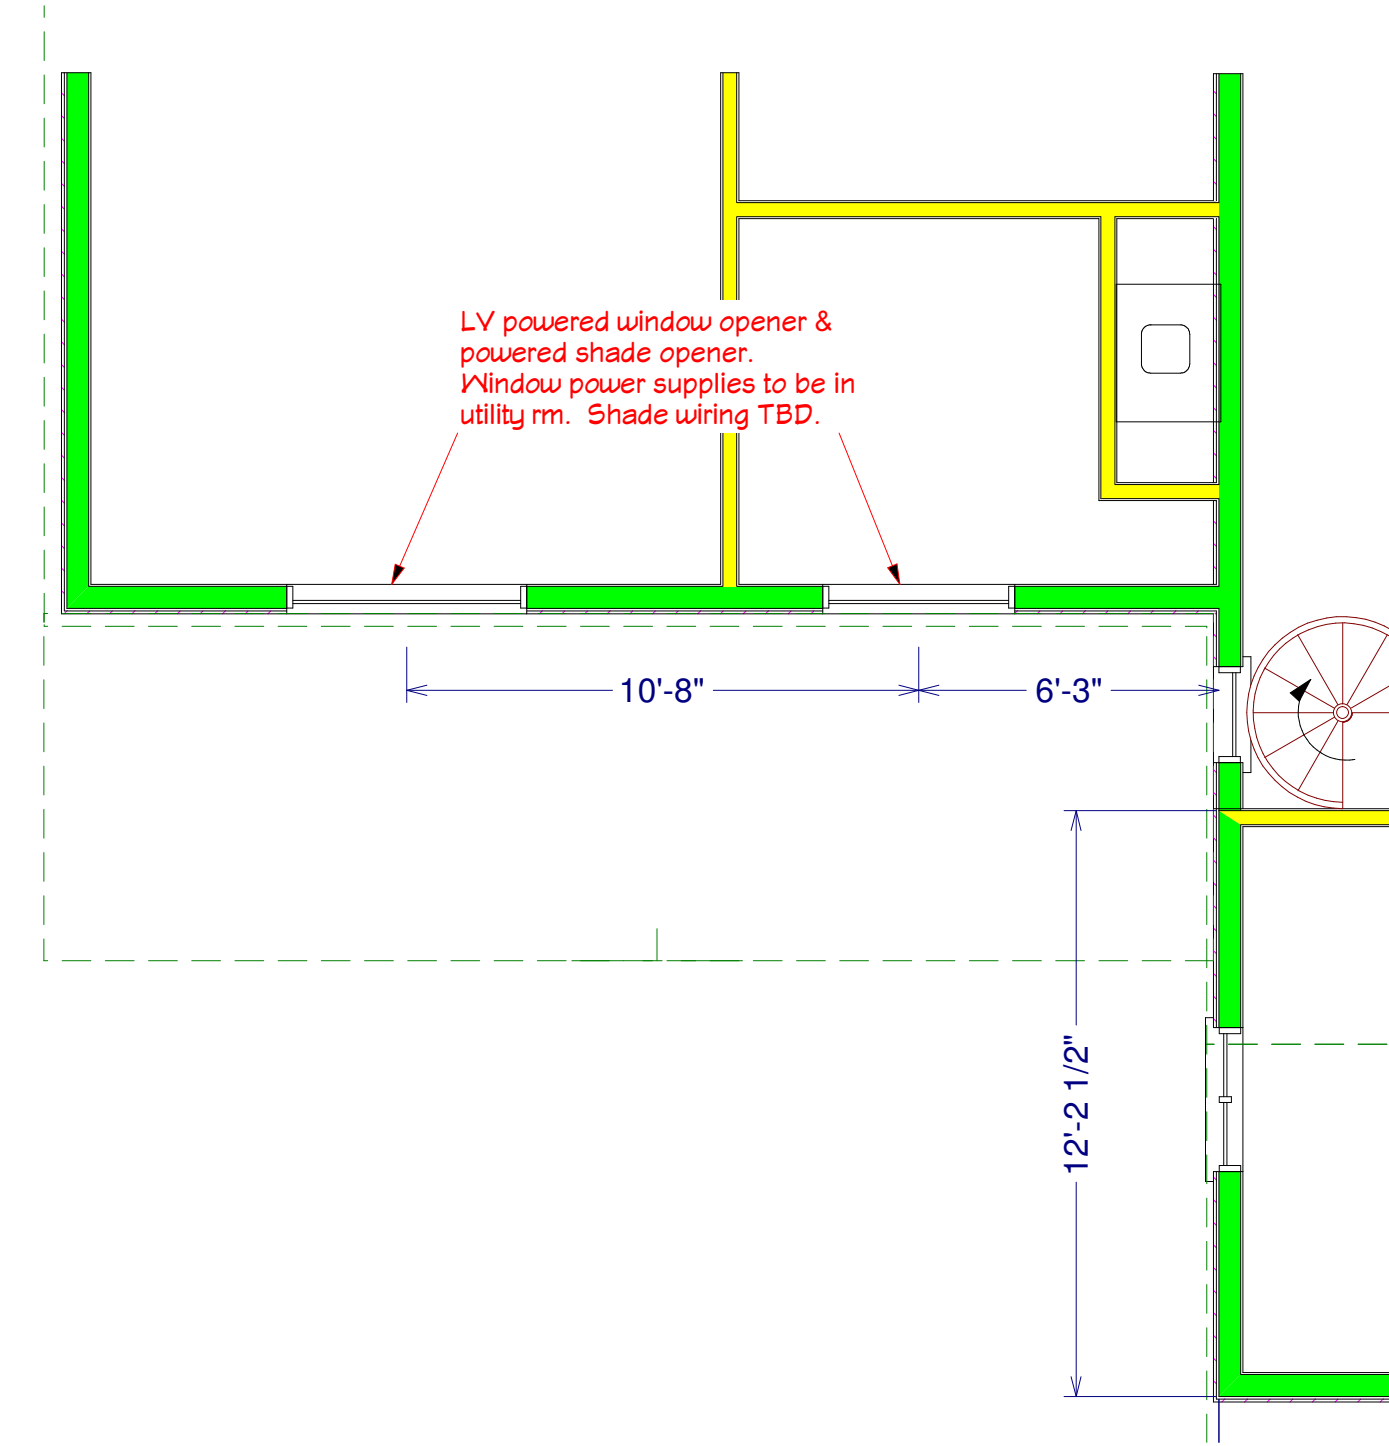 LV powered window opener &
powered shade opener.
Window power supplies to be in
utility rm.  Shade wiring TBD.
10'-8"
6'-3"
12'-2 1/2"